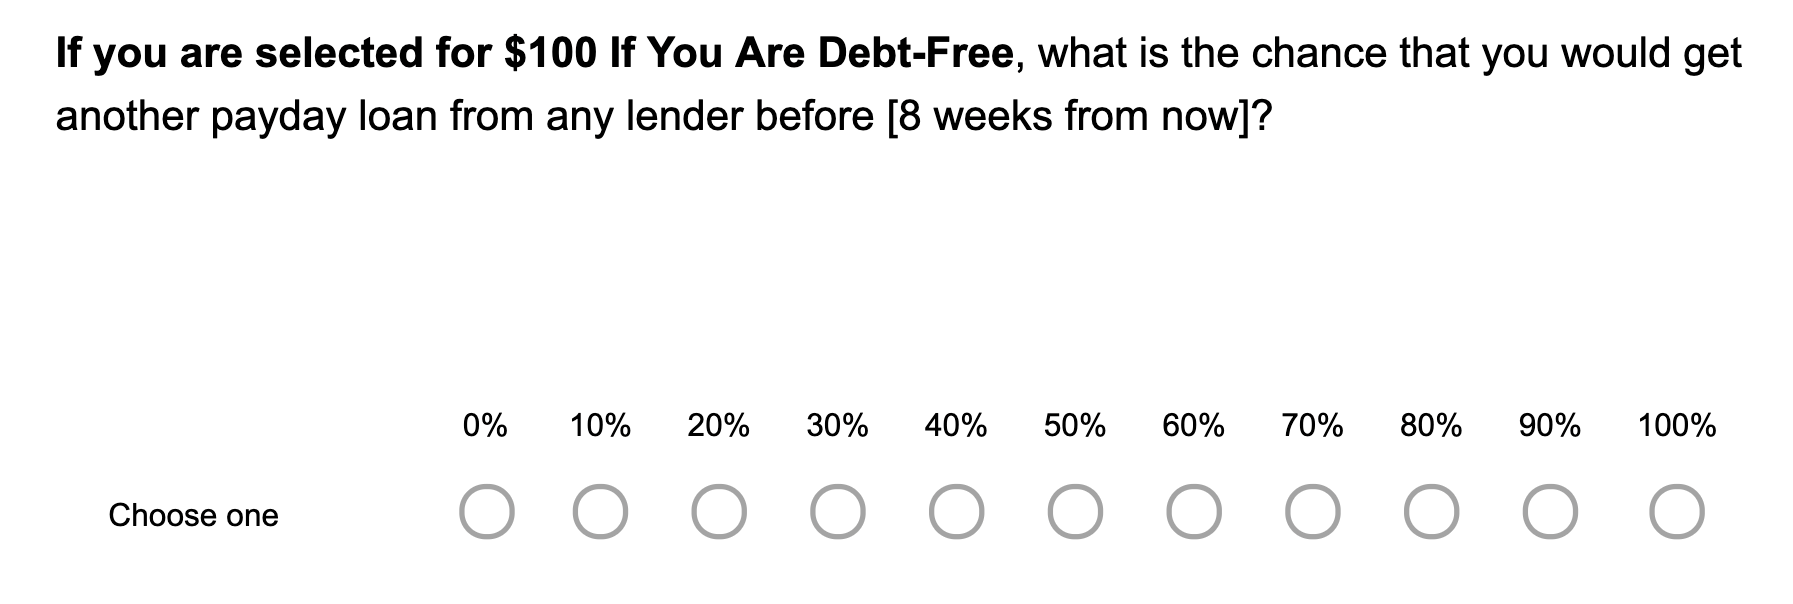 If you are selected for $100 If You Are Debt-Free, what is the chance that you would get
another payday loan from any lender before [8 weeks from now]?
0% 10% 20% 30% 40% 50% 60% 70% 80% 90% 100%
Choose one